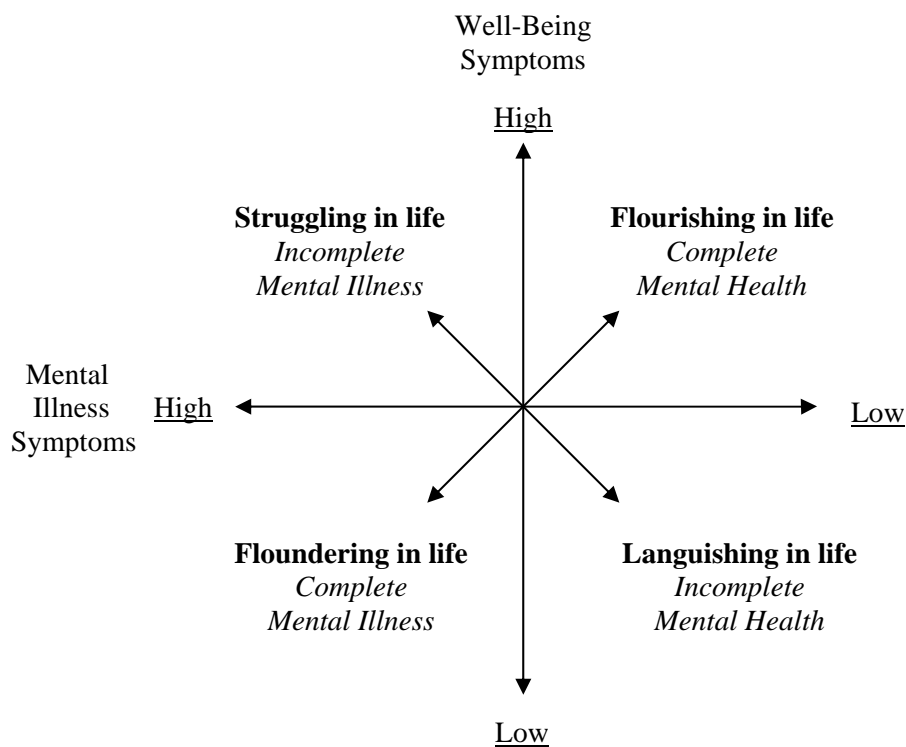 Well-Being
Symptoms
High
Struggling in life
Incomplete
Mental Illness
Flourishing in life
Complete
Mental Health
Mental
Illness
Symptoms
High
Low
Floundering in life
Complete
Mental Illness
Languishing in life
Incomplete
Mental Health
Low